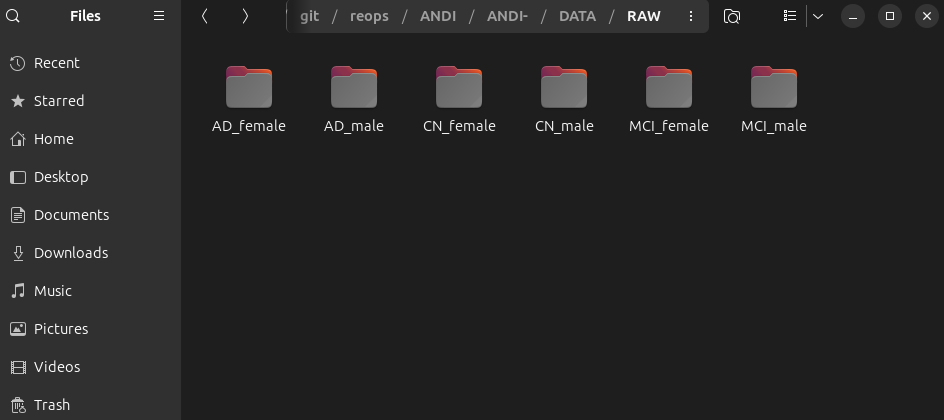 Files
git / reops / ANDI / ANDI- / DATA / RAW
Recent
Starred
Home
Desktop
Documents
Downloads
Music
Pictures
Videos
Trash
AD_female AD_male CN_female CN_male MCI_female MCI_male